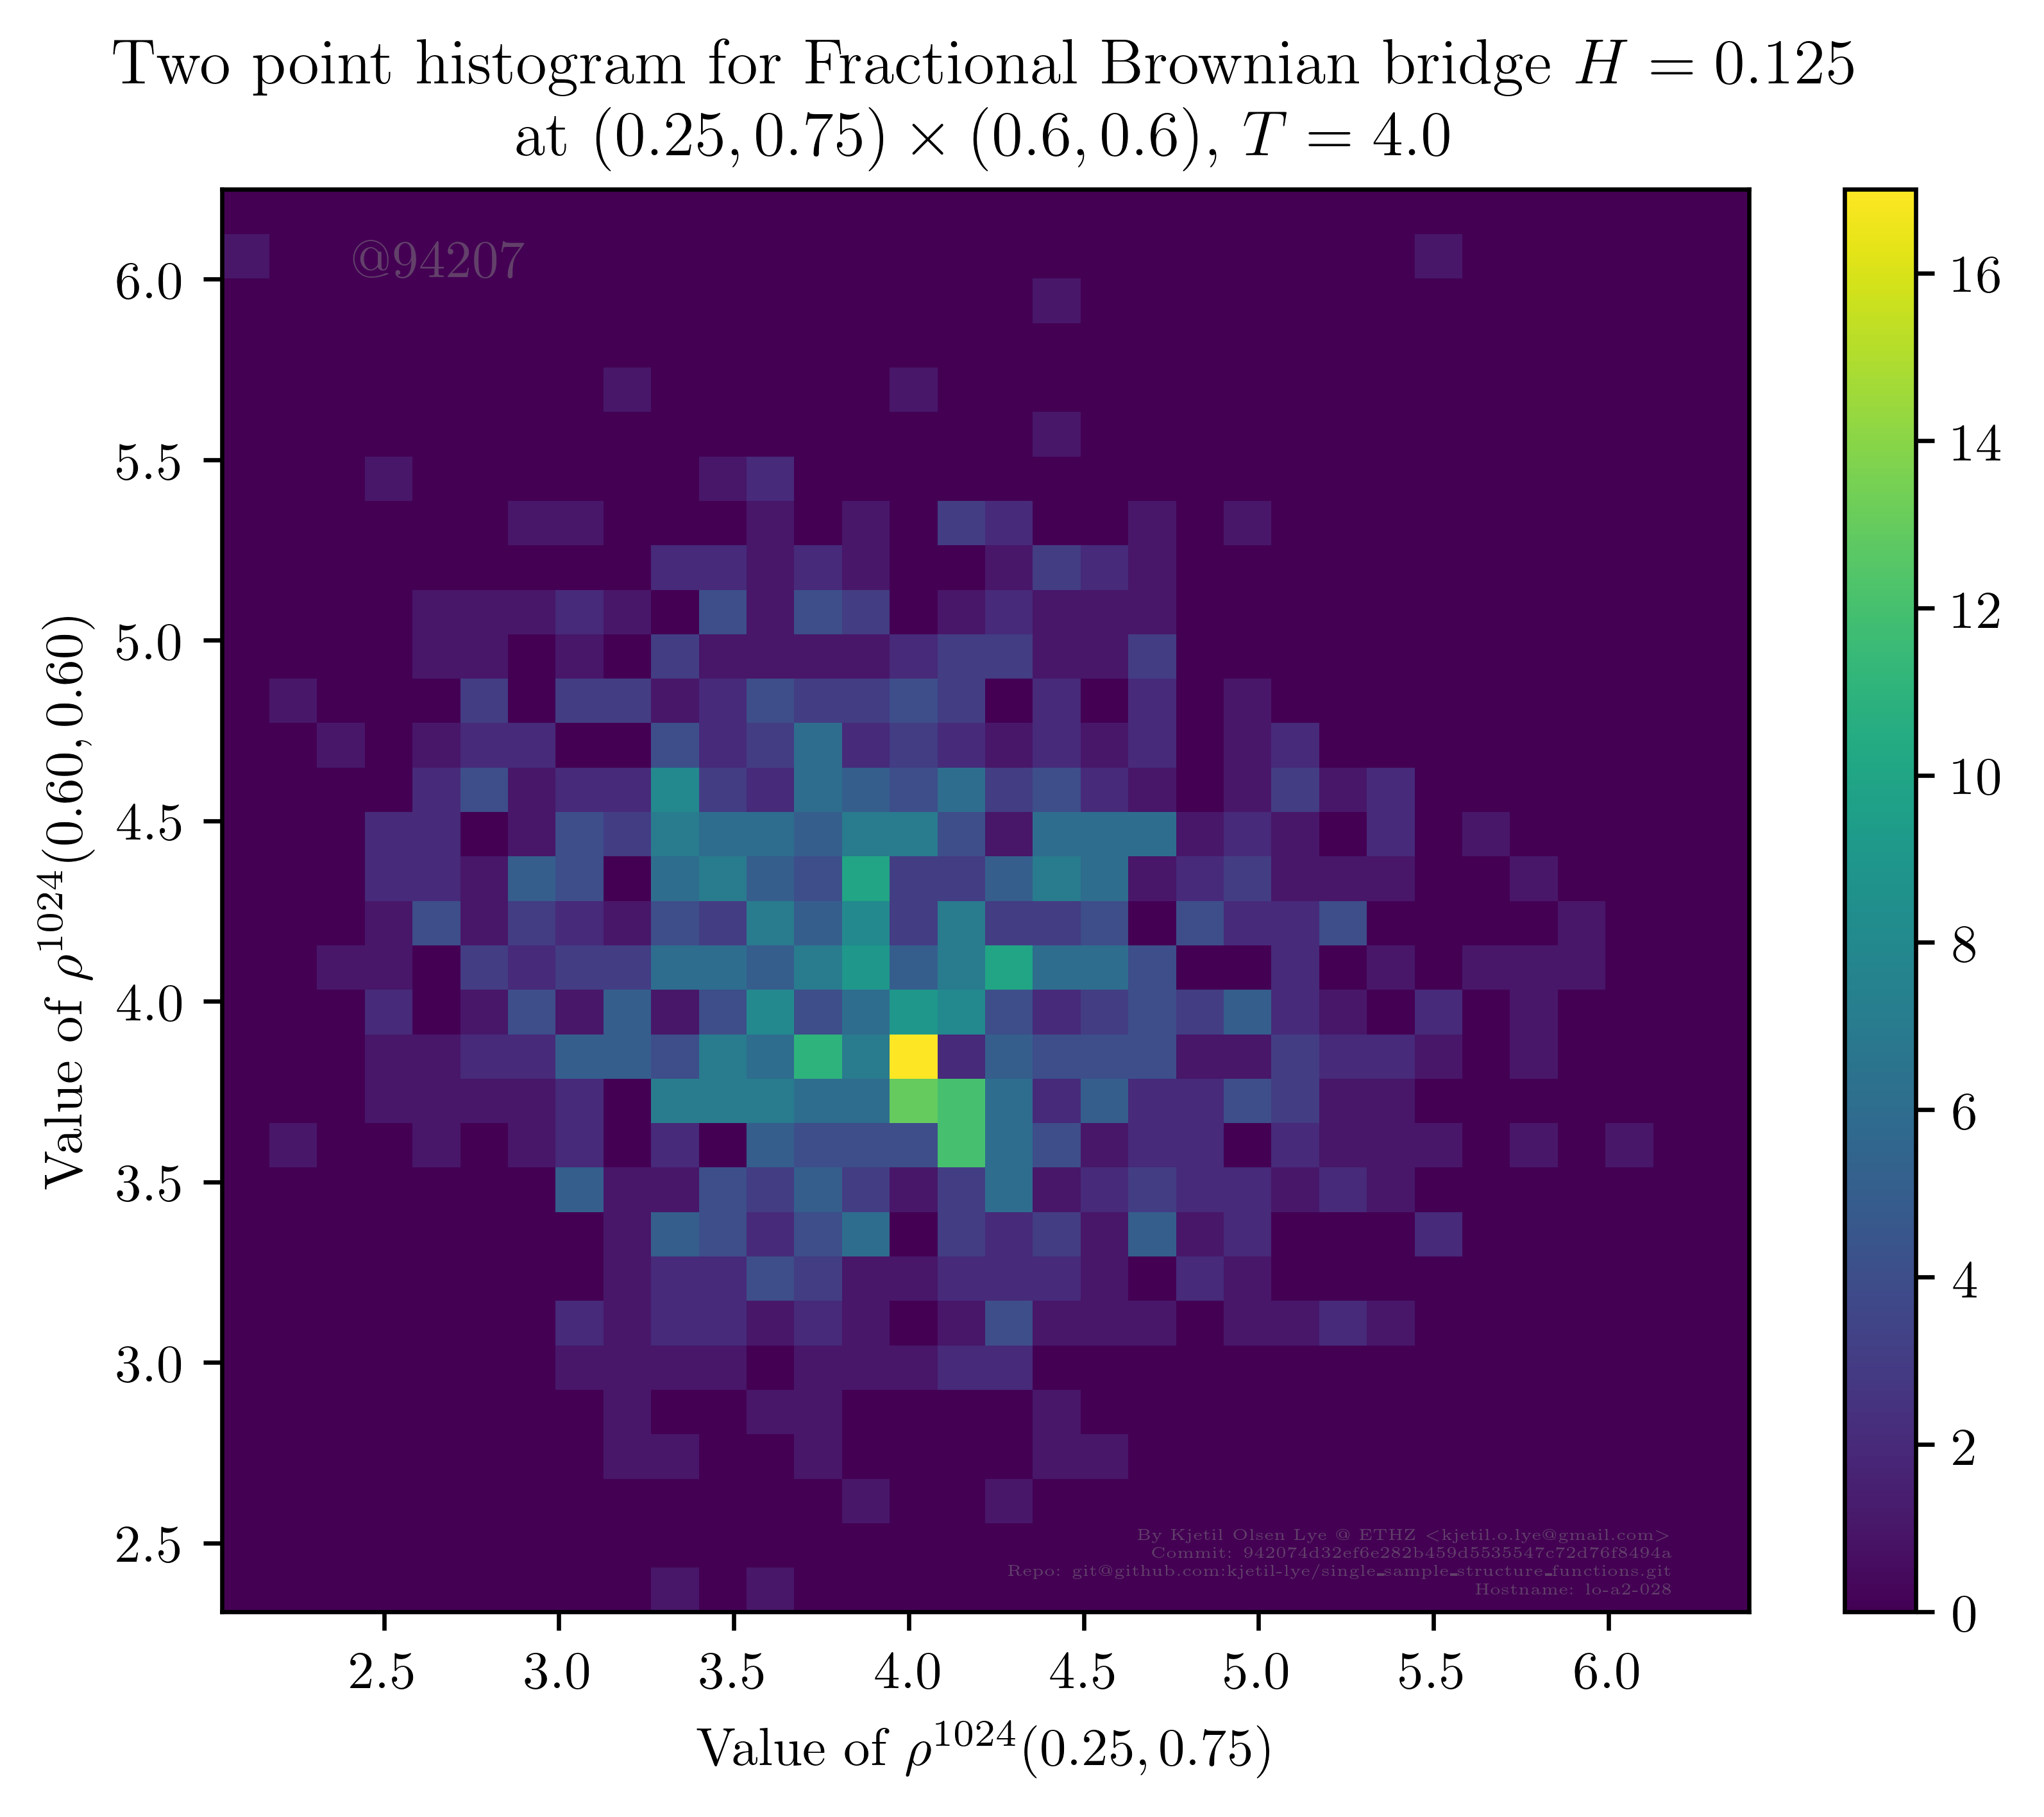 Two point histogram for Fractional Brownian bridge H = 0.125
at (0.25, 0.75) × (0.6, 0.6), T = 4.0
@94207
6.0
5.5
5.0
4.5
4.0
3.5
3.0
2.5
Value of ρ^1024(0.60, 0.60)
16
14
12
10
8
6
4
2
0
By Kjetil Olsen Lye @ ETHZ <kjetil.o.lye@gmail.com>
Commit: 942074d32ef6e282b459d5535547c72d76f8494a
Repo: git@github.com:kjetil-lye/single_sample_structure_functions.git
Hostname: lo-a2-028
2.5 3.0 3.5 4.0 4.5 5.0 5.5 6.0
Value of ρ^1024(0.25, 0.75)